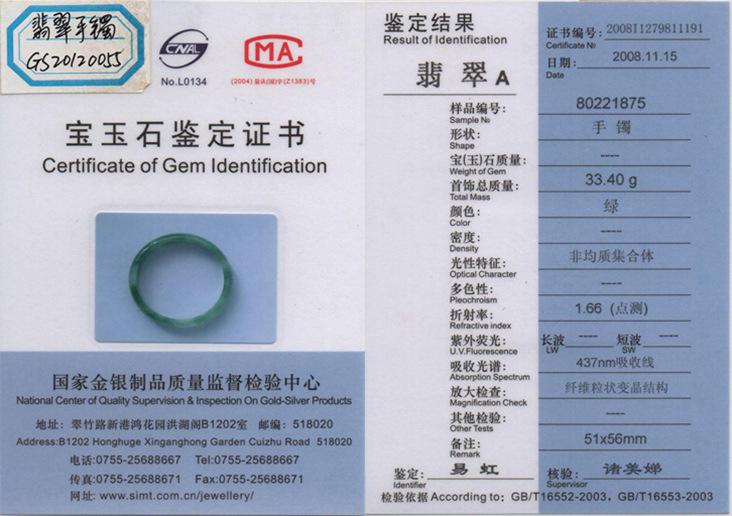 翡翠手镯
GS20120055
CNAL
No.L0134
CMA
(2004)量认(国)字(Z1383)号
宝玉石鉴定证书
Certificate of Gem Identification
国家金银制品质量监督检验中心
National Center of Quality Supervision & Inspection On Gold-Silver Products
地址: 翠竹路新港鸿花园洪湖阁B1202室 邮编: 518020
Address:B1202 Honghuge Xinganghong Garden Cuizhu Road 518020
电话:0755-25688667 Tel:0755-25688667
传真:0755-25688671 Fax:0755-25688671
网址: www.simt.com.cn/jewellery/
鉴定结果
Result of Identification
证书编号: 2008112798111​91
Certificate №
日期: 2008.11.15
Date
翡 翠 A
样品编号: 80221875
Sample №
形状: 手 镯
Shape
宝(玉)石质量: ----
Weight of Gem
首饰总质量: 33.40 g
Total Mass
颜色: 绿
Color
密度: ----
Density
光性特征: 非均质集合体
Optical Character
多色性: ----
Pleochroism
折射率: 1.66 (点测)
Refractive index
紫外荧光: 长波 ---- 短波 ----
U.V.Fluorescence LW SW
吸收光谱: 437nm吸收线
Absorption Spectrum
放大检查: 纤维粒状变晶结构
Magnification Check
其他检验: ----
Other Tests
备注: 51x56mm
Remark
鉴定: 易 虹 核验: 诸美娣
Identifier Supervisor
检验依据 According to: GB/T16552-2003, GB/T16553-2003